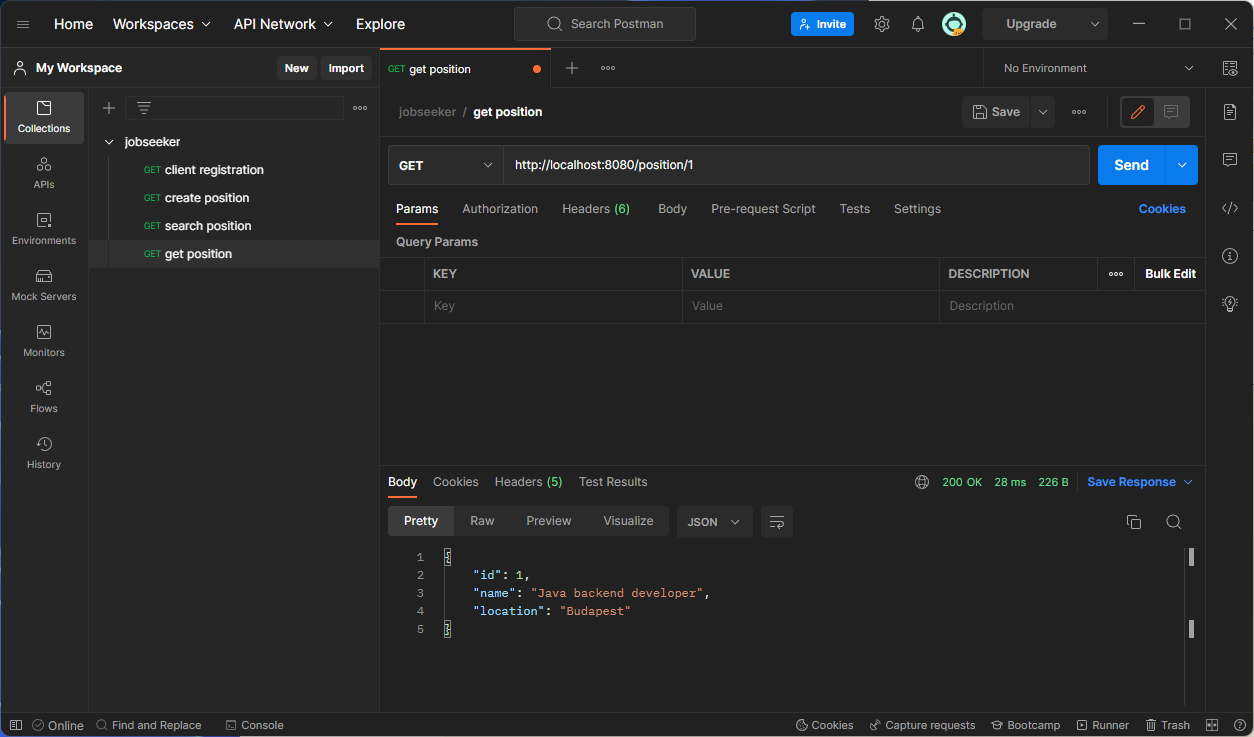 Home Workspaces API Network Explore Search Postman Invite Upgrade
My Workspace New Import GET get position No Environment
Collections
APIs
Environments
Mock Servers
Monitors
Flows
History
jobseeker
GET client registration
GET create position
GET search position
GET get position
jobseeker / get position Save
GET http://localhost:8080/position/1 Send
Params Authorization Headers (6) Body Pre-request Script Tests Settings Cookies
Query Params
KEY VALUE DESCRIPTION Bulk Edit
Key Value Description
Body Cookies Headers (5) Test Results 200 OK 28 ms 226 B Save Response
Pretty Raw Preview Visualize JSON
1 {
2 "id": 1,
3 "name": "Java backend developer",
4 "location": "Budapest"
5 }
Online Find and Replace Console Cookies Capture requests Bootcamp Runner Trash